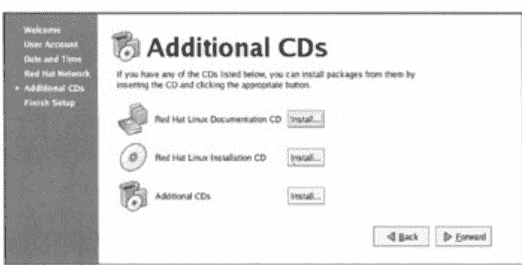 Welcome
User Account
Date and Time
Red Hat Network
Additional CDs
Finish Setup
Additional CDs
If you have any of the CDs listed below, you can install packages from them by
inserting the CD and clicking the appropriate button.
Red Hat Linux Documentation CD Install...
Red Hat Linux Installation CD Install...
Additional CDs Install...
Back Forward